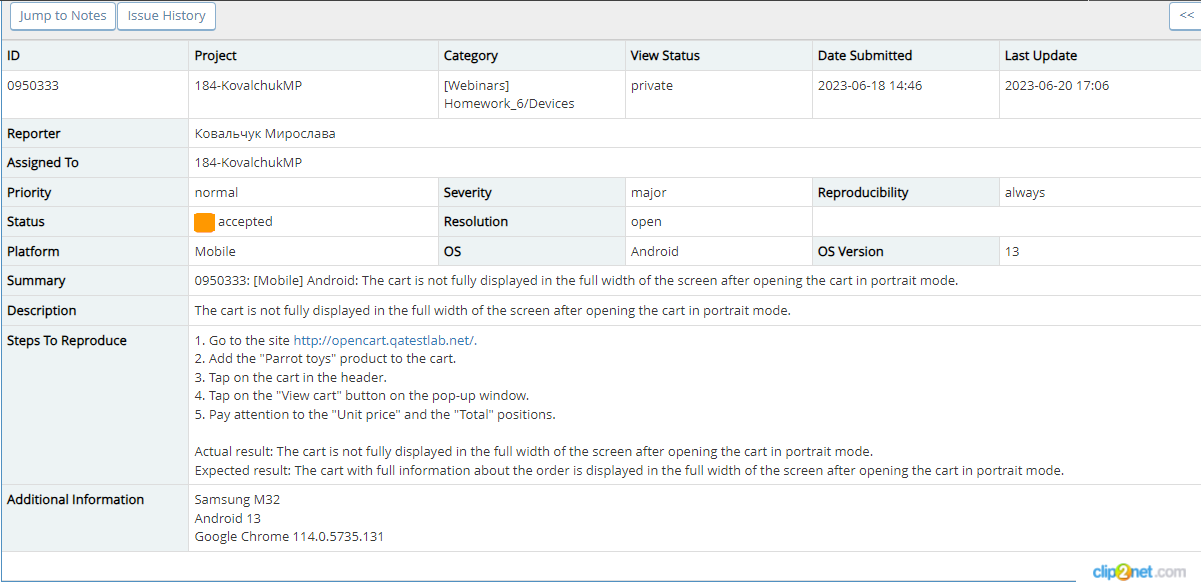 Jump to Notes Issue History <<
ID Project Category View Status Date Submitted Last Update
0950333 184-KovalchukMP [Webinars] private 2023-06-18 14:46 2023-06-20 17:06
Homework_6/Devices
Reporter Ковальчук Мирослава
Assigned To 184-KovalchukMP
Priority normal Severity major Reproducibility always
Status accepted Resolution open
Platform Mobile OS Android OS Version 13
Summary 0950333: [Mobile] Android: The cart is not fully displayed in the full width of the screen after opening the cart in portrait mode.
Description The cart is not fully displayed in the full width of the screen after opening the cart in portrait mode.
Steps To Reproduce 1. Go to the site http://opencart.qatestlab.net/.
2. Add the "Parrot toys" product to the cart.
3. Tap on the cart in the header.
4. Tap on the "View cart" button on the pop-up window.
5. Pay attention to the "Unit price" and the "Total" positions.
Actual result: The cart is not fully displayed in the full width of the screen after opening the cart in portrait mode.
Expected result: The cart with full information about the order is displayed in the full width of the screen after opening the cart in portrait mode.
Additional Information Samsung M32
Android 13
Google Chrome 114.0.5735.131
clip2net.com